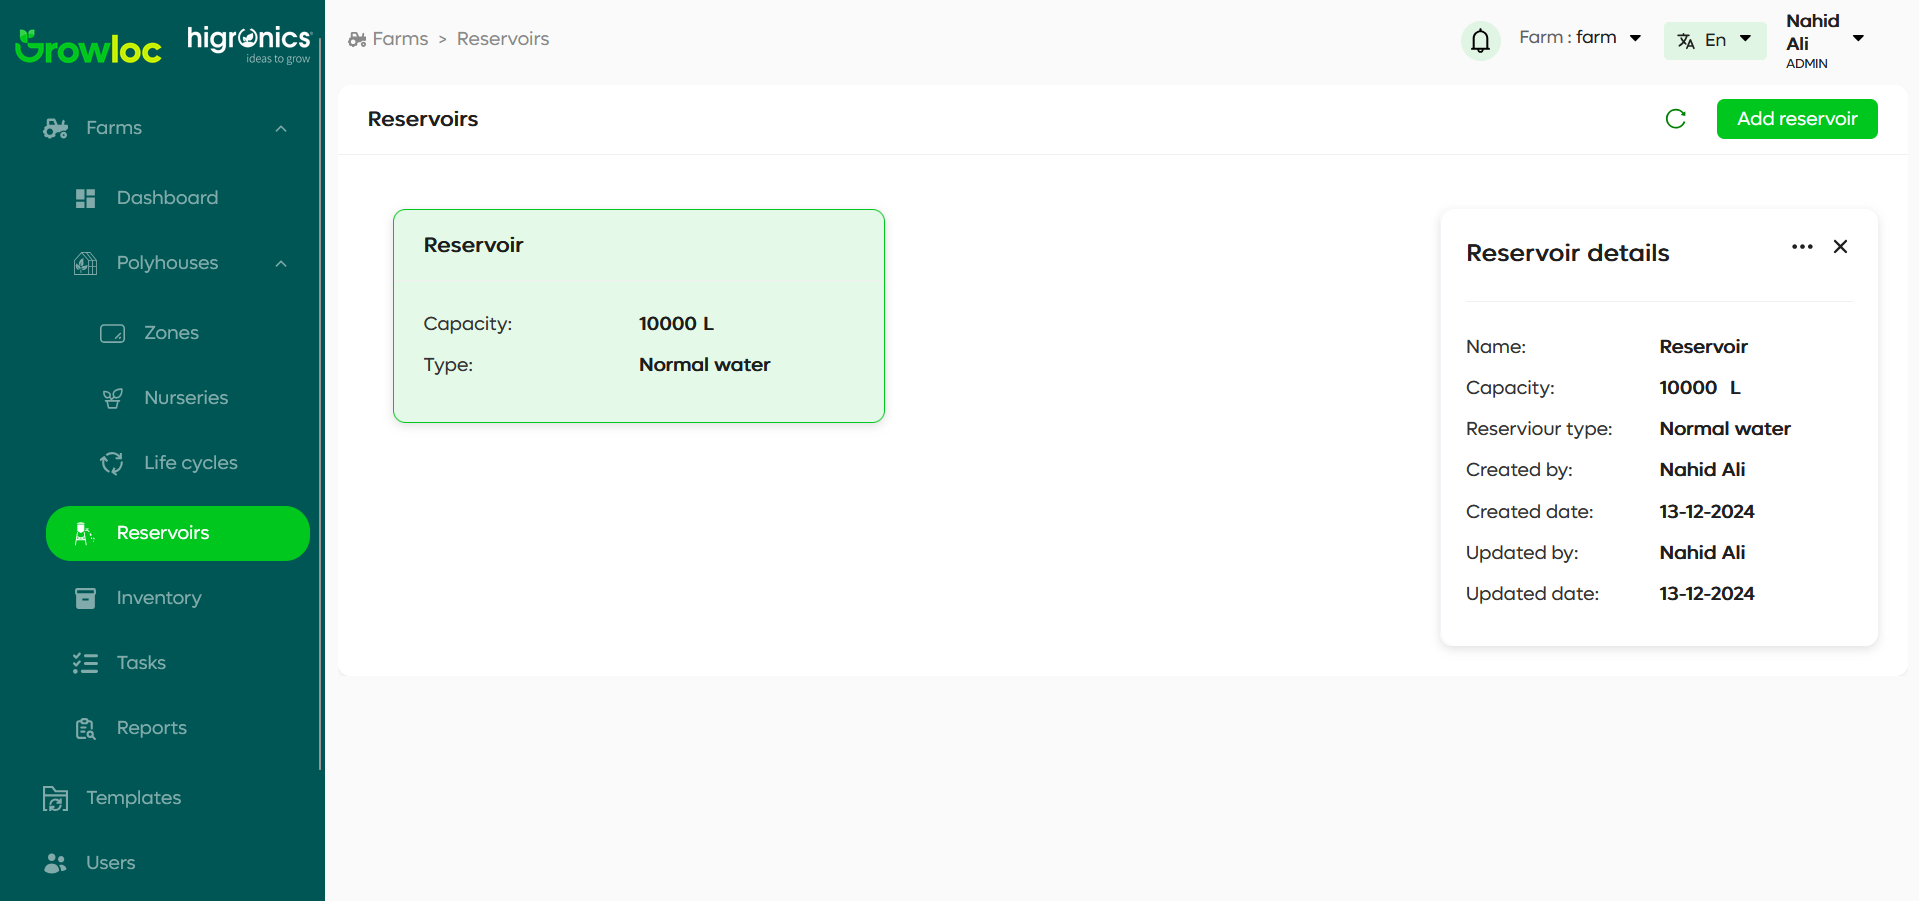 Growloc
higronics
ideas to grow
Farms
Dashboard
Polyhouses
Zones
Nurseries
Life cycles
Reservoirs
Inventory
Tasks
Reports
Templates
Users
Farms > Reservoirs
Farm : farm
En
Nahid
Ali
ADMIN
Reservoirs
Add reservoir
Reservoir
Capacity: 10000 L
Type: Normal water
Reservoir details
Name: Reservoir
Capacity: 10000 L
Reserviour type: Normal water
Created by: Nahid Ali
Created date: 13-12-2024
Updated by: Nahid Ali
Updated date: 13-12-2024